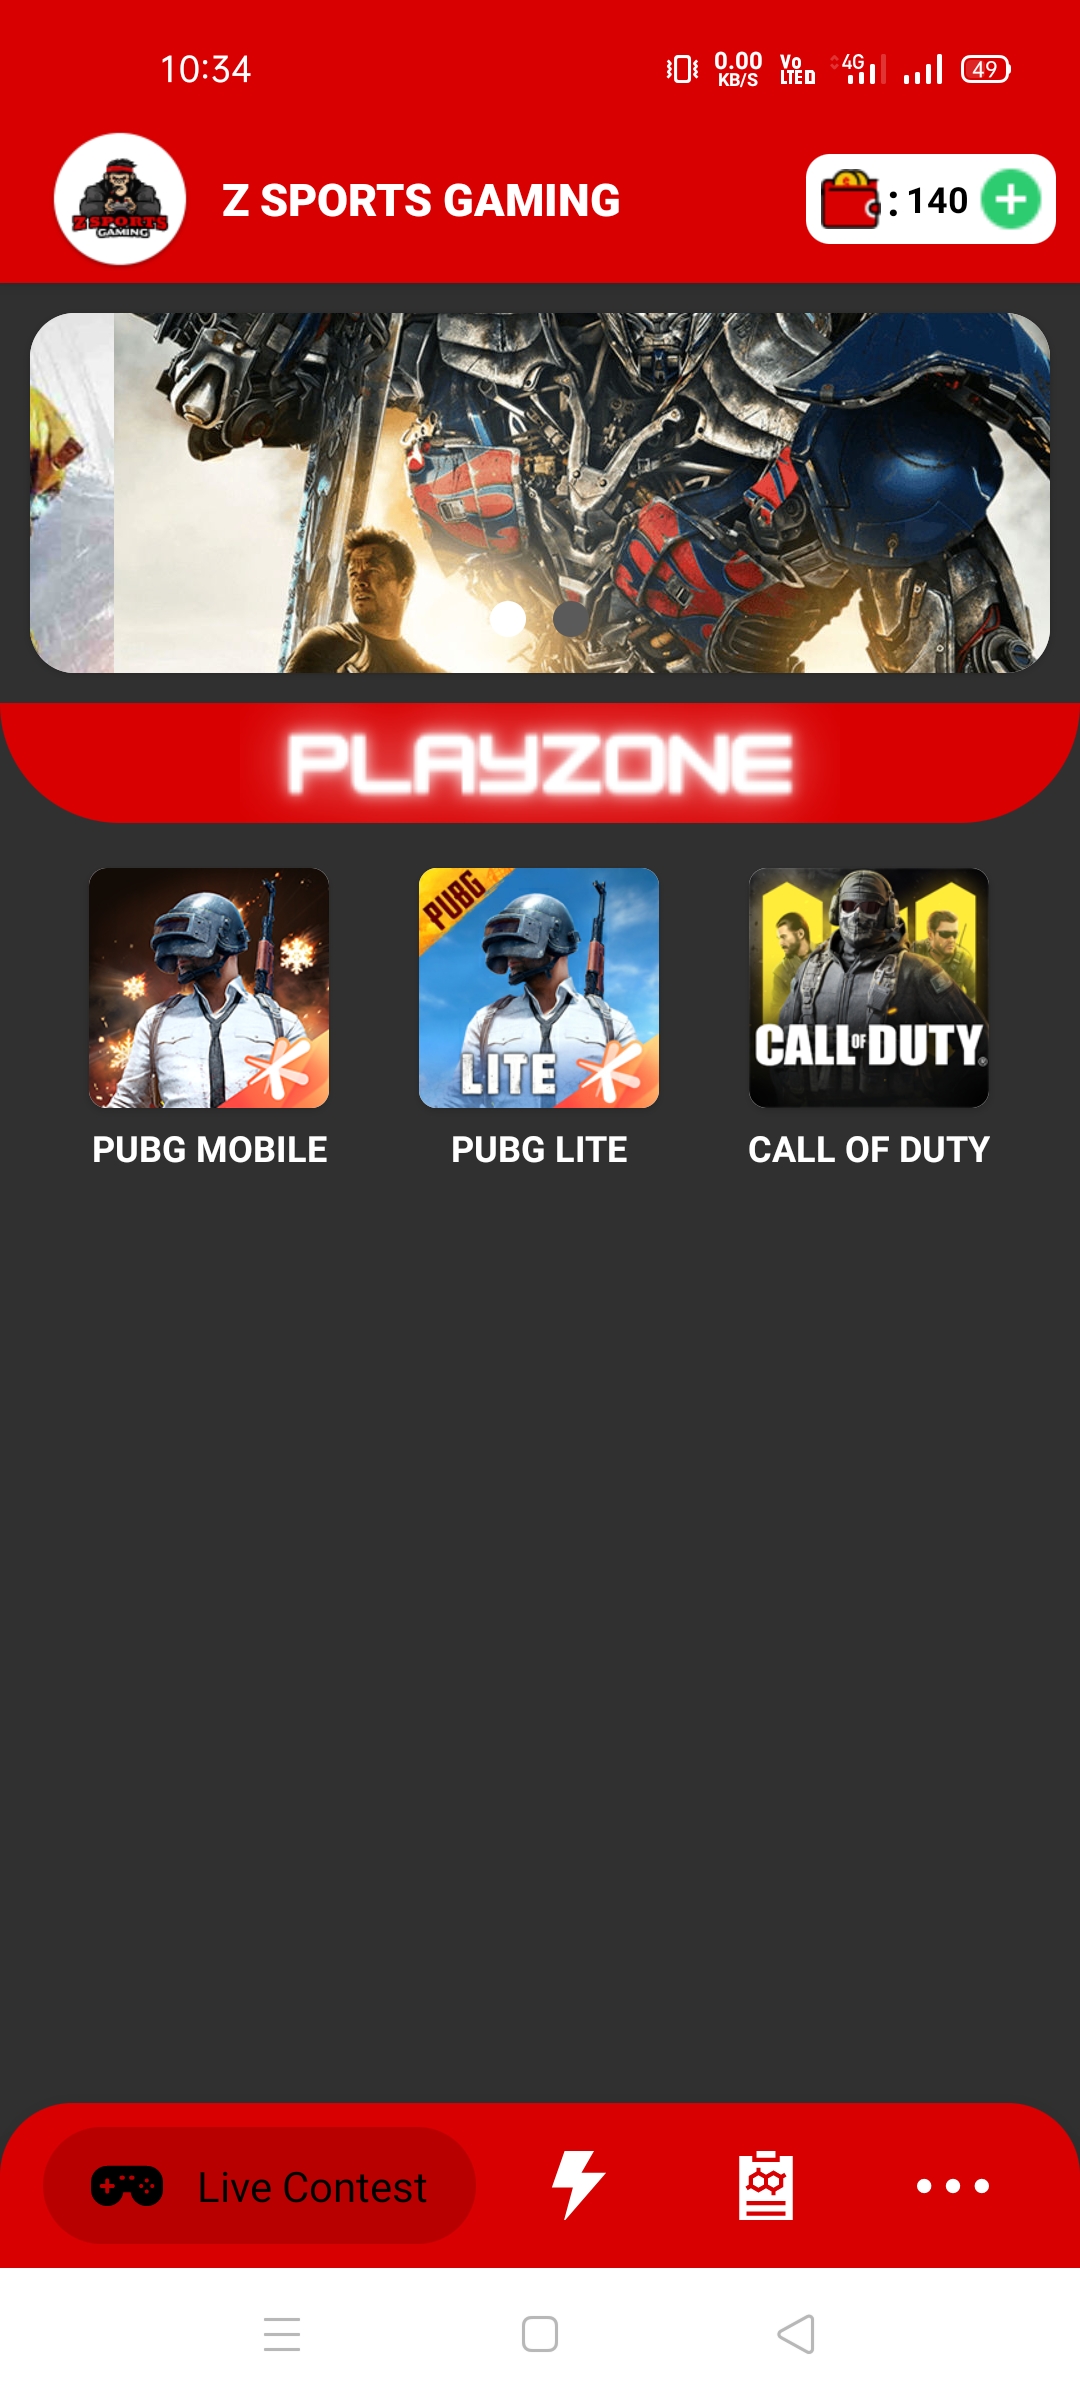 10:34
0.00
KB/S
Vo
LTE
4G
49
Z SPORTS
GAMING
Z SPORTS GAMING
: 140
PLAYZONE
PUBG
LITE
CALL OF DUTY
PUBG MOBILE
PUBG LITE
CALL OF DUTY
Live Contest